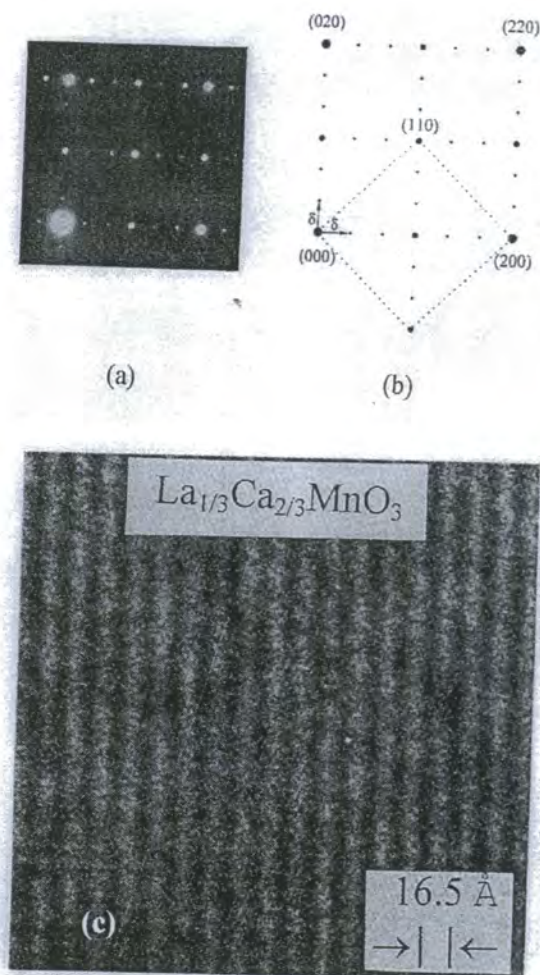 (020) (220)
(110)
δ
δ
(000) (200)
(a) (b)
La1/3Ca2/3MnO3
16.5 Å
(c)